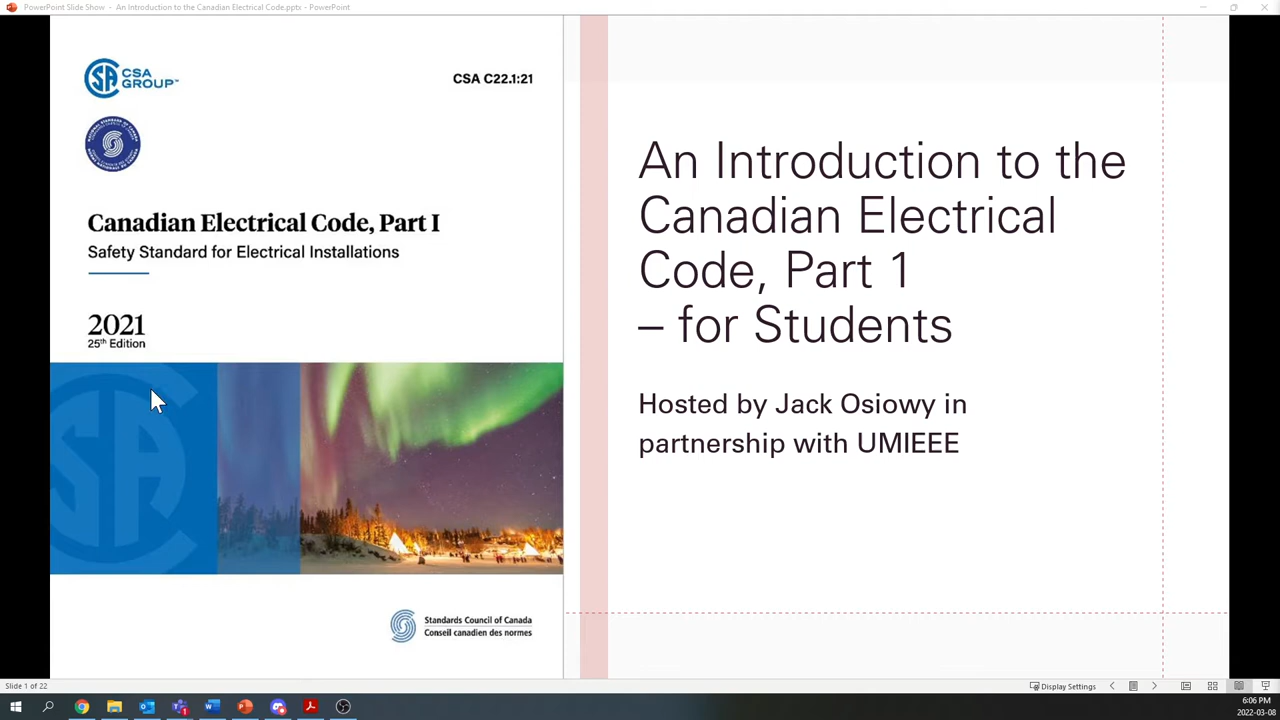 PowerPoint Slide Show - An Introduction to the Canadian Electrical Code.pptx - PowerPoint
CSA
GROUP™
CSA C22.1:21
Canadian Electrical Code, Part I
Safety Standard for Electrical Installations
2021
25th Edition
Standards Council of Canada
Conseil canadien des normes
An Introduction to the
Canadian Electrical
Code, Part 1
– for Students
Hosted by Jack Osiowy in
partnership with UMIEEE
Slide 1 of 22
Display Settings
6:06 PM
2022-03-08